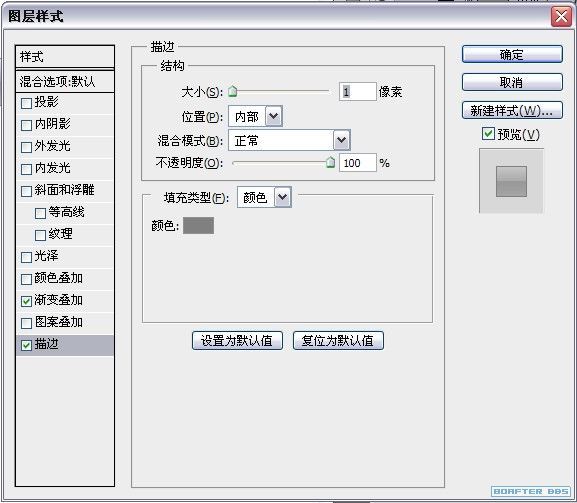 图层样式
样式
混合选项:默认
投影
内阴影
外发光
内发光
斜面和浮雕
等高线
纹理
光泽
颜色叠加
渐变叠加
图案叠加
描边
描边
结构
大小(S): 1 像素
位置(P): 内部
混合模式(B): 正常
不透明度(O): 100 %
填充类型(F): 颜色
颜色:
设置为默认值 复位为默认值
确定
取消
新建样式(W)...
预览(V)
BOAFTER BBS